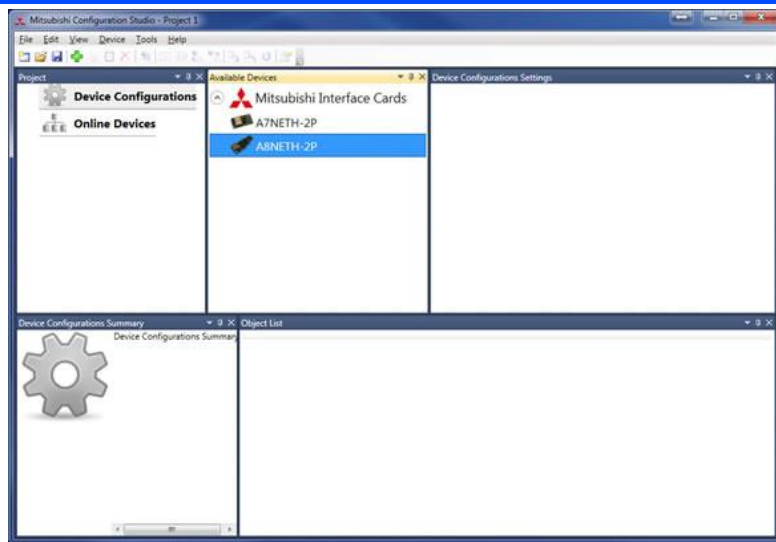 Mitsubishi Configuration Studio - Project 1
File Edit View Device Tools Help
Project
Device Configurations
Online Devices
Available Devices
Mitsubishi Interface Cards
A7NETH-2P
A8NETH-2P
Device Configurations Settings
Device Configurations Summary
Device Configurations Summary
Object List